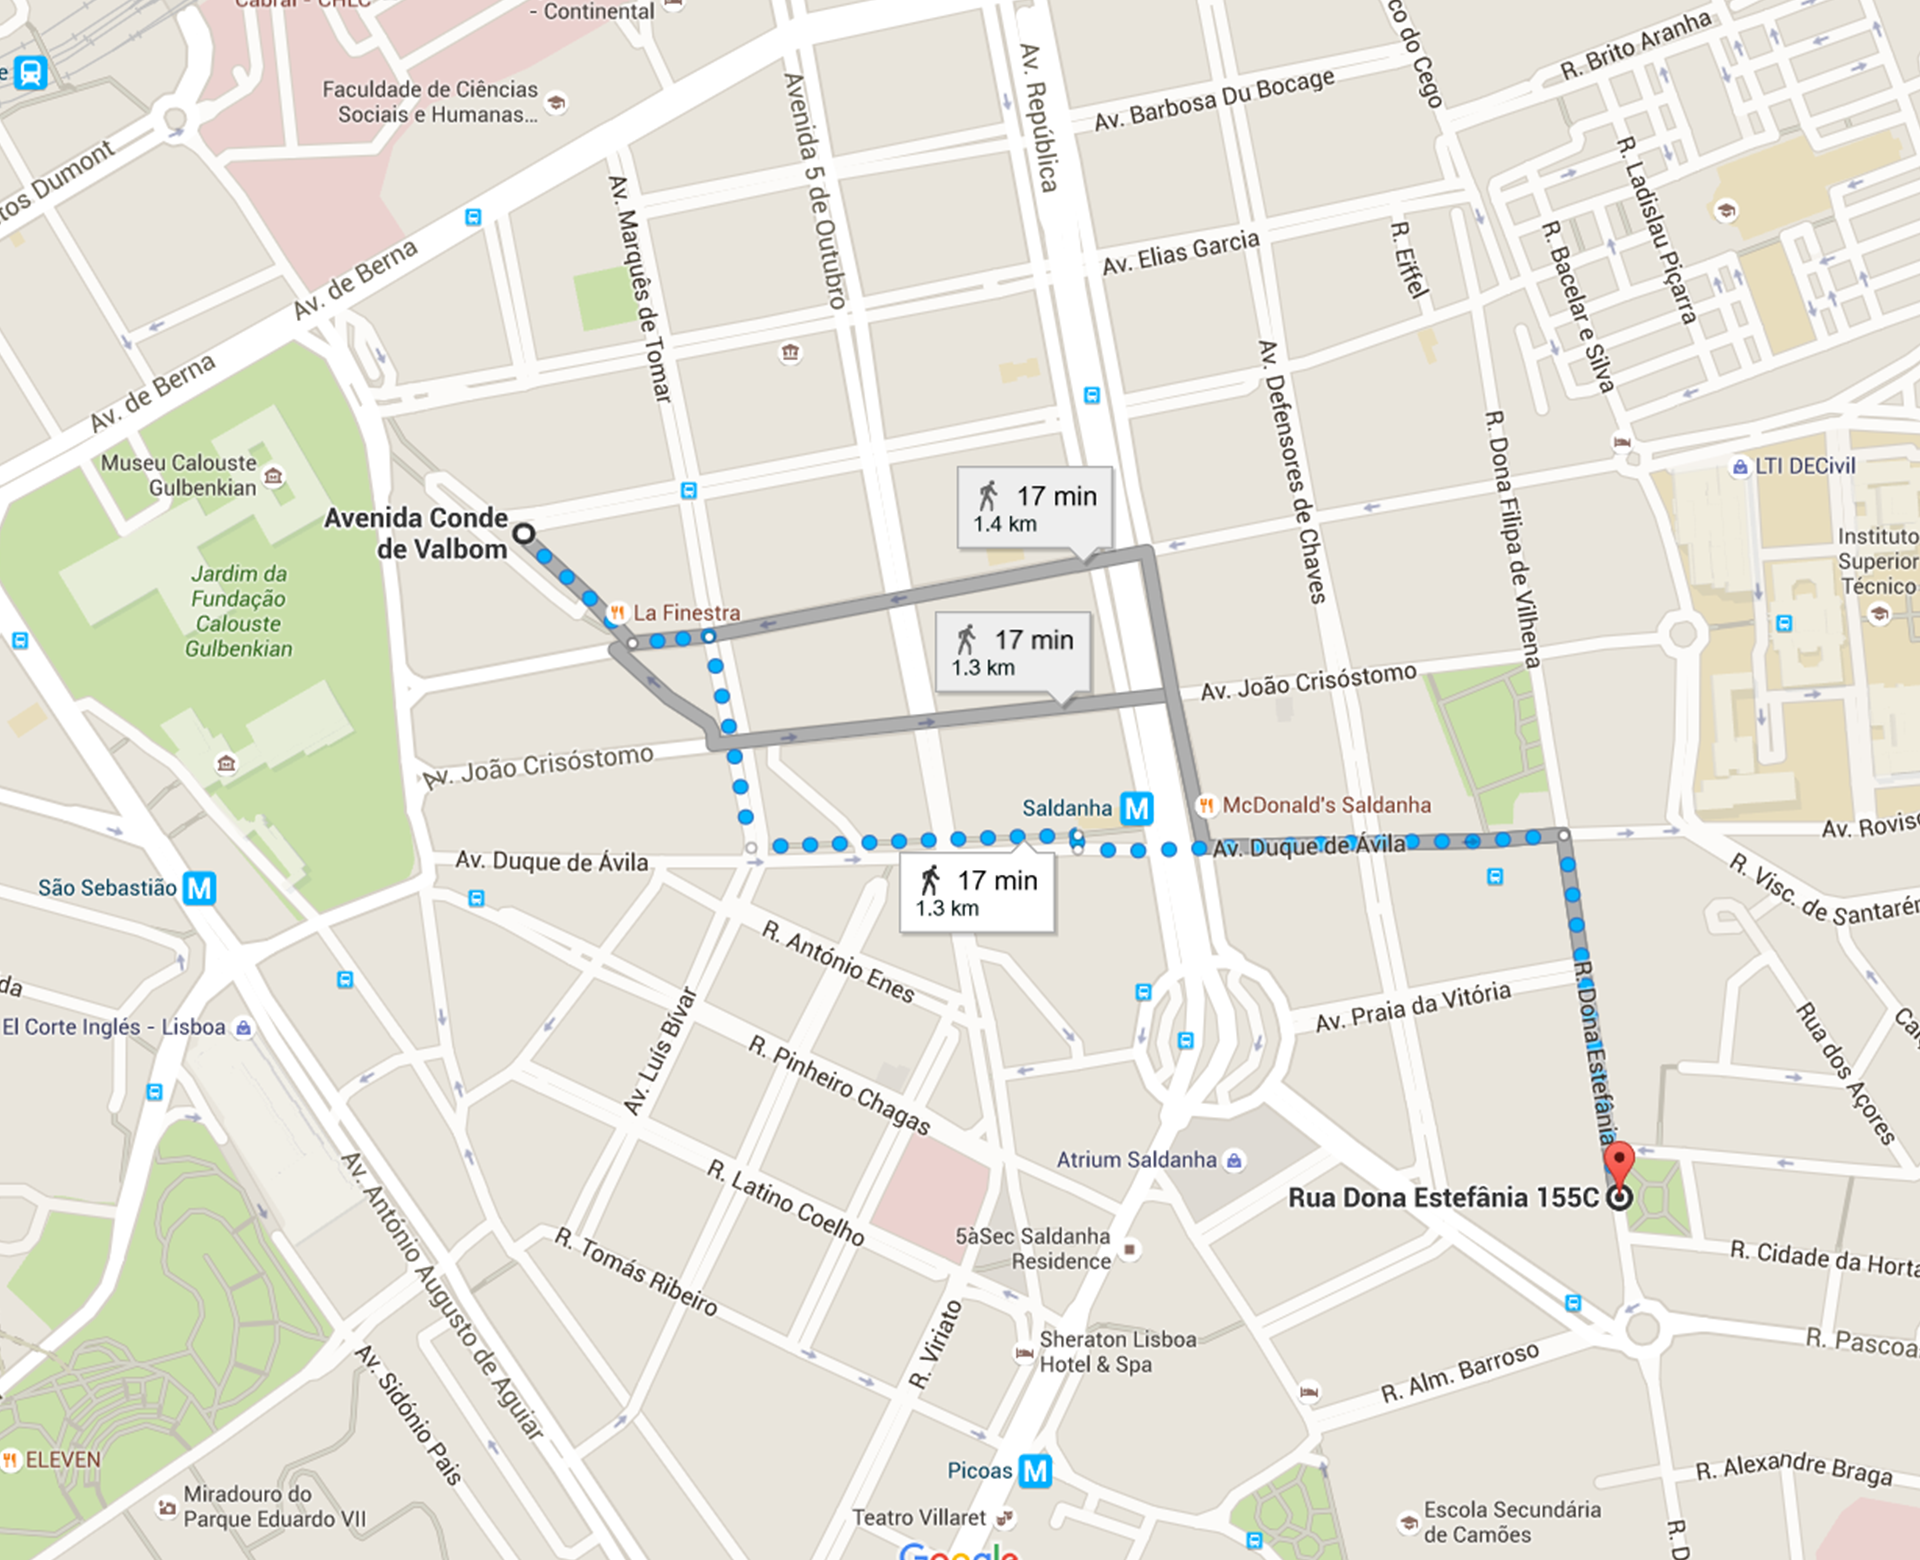 - Continental
Faculdade de Ciências
Sociais e Humanas...
Av. República
Avenida 5 de Outubro
Av. Barbosa Du Bocage
R. Brito Aranha
co do Cego
tos Dumont
Av. Marquês de Tomar
R. Ladislau Piçarra
Av. de Berna
Av. Elias Garcia
R. Eiffel
R. Bacelar e Silva
Av. de Berna
Av. Defensores de Chaves
R. Dona Filipa de Vilhena
Museu Calouste
Gulbenkian
LTI DECivil
17 min
1.4 km
Avenida Conde
de Valbom
Instituto
Superior
Técnico
Jardim da
Fundação
Calouste
Gulbenkian
La Finestra
17 min
1.3 km
Av. João Crisóstomo
Av. João Crisóstomo
Saldanha
M
McDonald's Saldanha
Av. Duque de Ávila
Av. Rovisc
Av. Duque de Ávila
São Sebastião
M
17 min
1.3 km
R. Visc. de Santarém
R. António Enes
da
El Corte Inglés - Lisboa
Av. Luís Bívar
R. Pinheiro Chagas
Av. Praia da Vitória
R. Dona Estefânia
Rua dos Açores
Atrium Saldanha
Rua Dona Estefânia 155C
R. Latino Coelho
Av. António Augusto de Aguiar
R. Tomás Ribeiro
5àSec Saldanha
Residence
R. Cidade da Horta
R. Viriato
Sheraton Lisboa
Hotel & Spa
R. Pascoa
R. Alm. Barroso
Av. Sidónio Pais
ELEVEN
Picoas
M
R. Alexandre Braga
Miradouro do
Parque Eduardo VII
Teatro Villaret
Escola Secundária
de Camões
R. D
Google